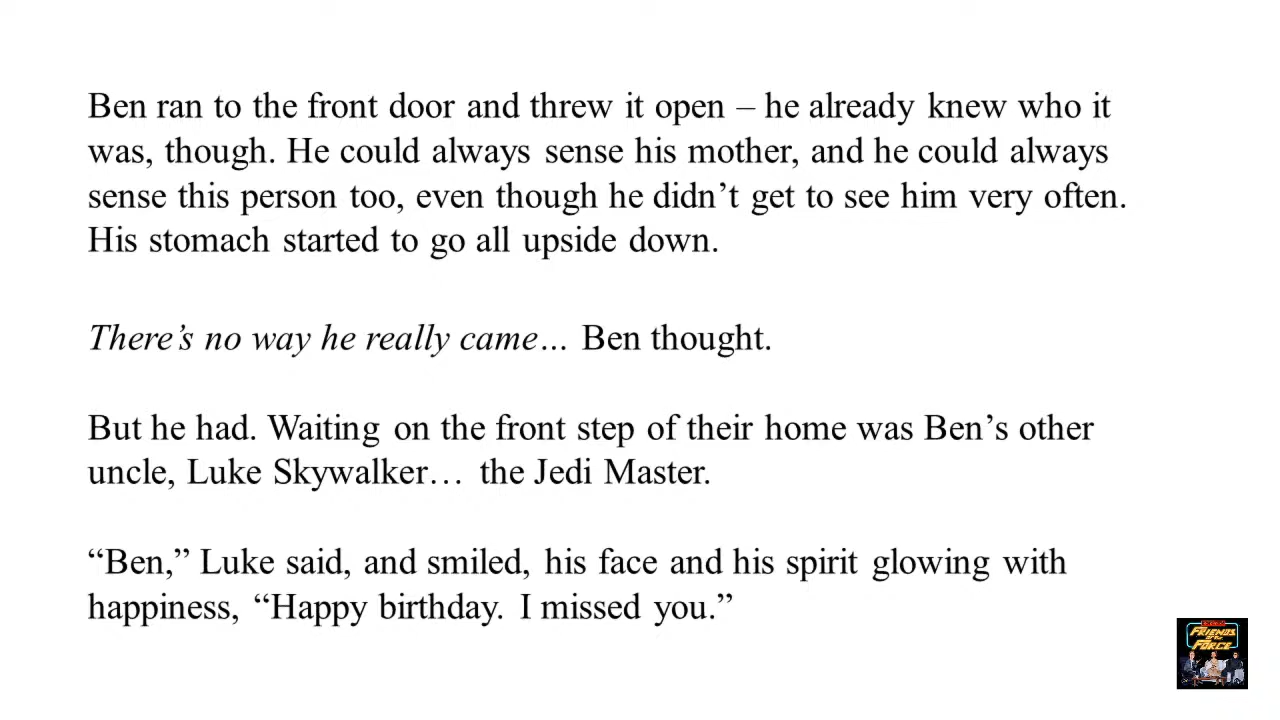 Ben ran to the front door and threw it open – he already knew who it
was, though. He could always sense his mother, and he could always
sense this person too, even though he didn’t get to see him very often.
His stomach started to go all upside down.
There’s no way he really came… Ben thought.
But he had. Waiting on the front step of their home was Ben’s other
uncle, Luke Skywalker… the Jedi Master.
“Ben,” Luke said, and smiled, his face and his spirit glowing with
happiness, “Happy birthday. I missed you.”
FRIENDS
OF THE
FORCE